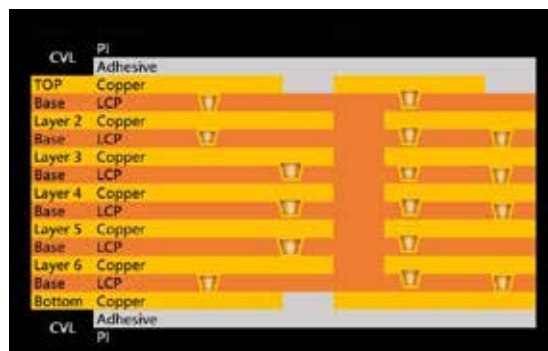 CVL PI
Adhesive
TOP Copper
Base LCP
Layer 2 Copper
Base LCP
Layer 3 Copper
Base LCP
Layer 4 Copper
Base LCP
Layer 5 Copper
Base LCP
Layer 6 Copper
Base LCP
Bottom Copper
CVL Adhesive
PI